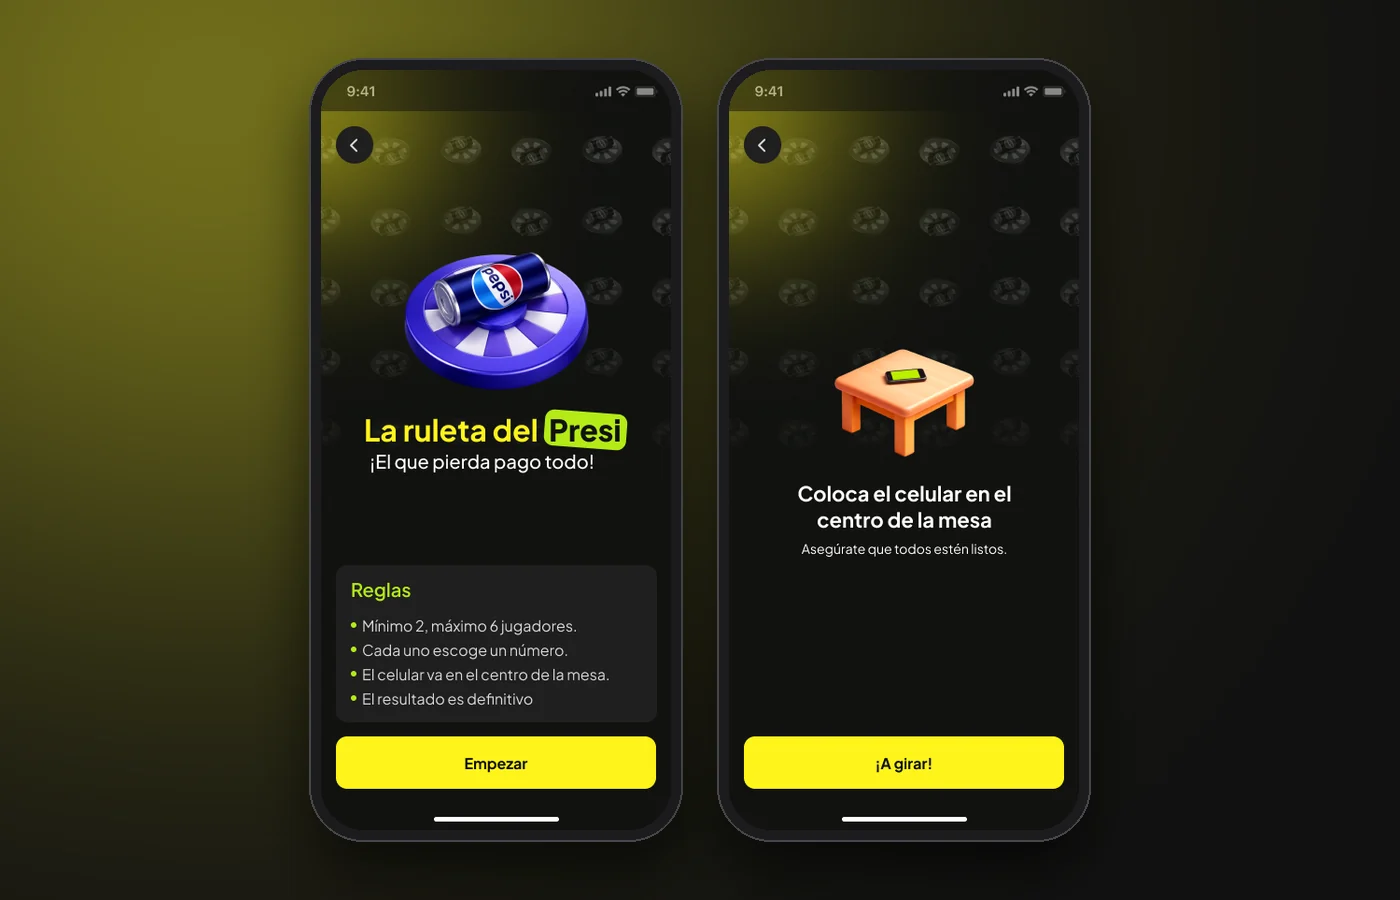 9:41
pepsi
La ruleta del Presi
¡El que pierda pago todo!
Reglas
• Mínimo 2, máximo 6 jugadores.
• Cada uno escoge un número.
• El celular va en el centro de la mesa.
• El resultado es definitivo
Empezar
9:41
Coloca el celular en el
centro de la mesa
Asegúrate que todos estén listos.
¡A girar!